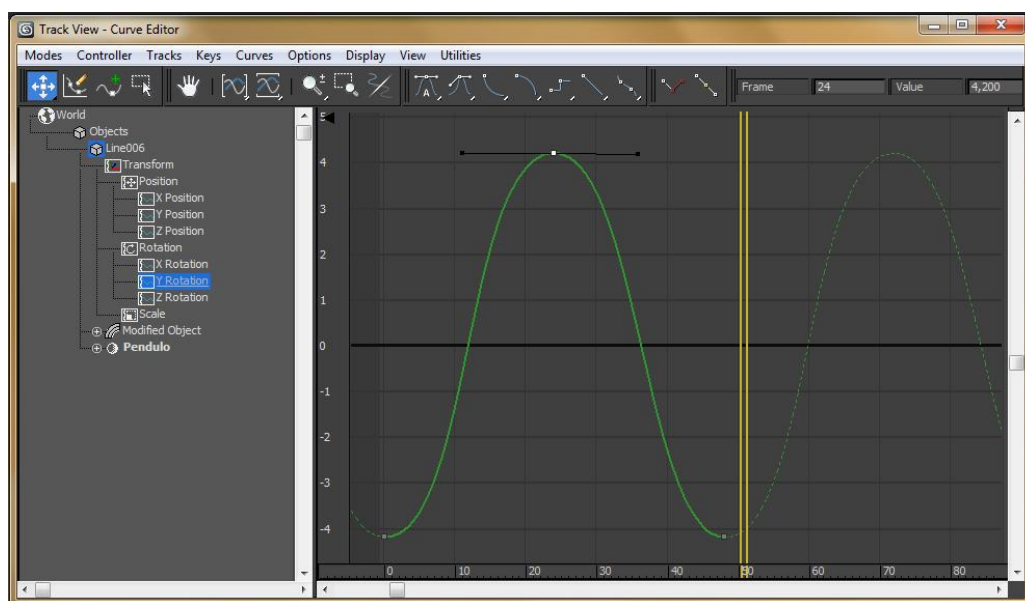 Track View - Curve Editor
Modes Controller Tracks Keys Curves Options Display View Utilities
Frame 24 Value 4,200
World
Objects
Line006
Transform
Position
X Position
Y Position
Z Position
Rotation
X Rotation
Y Rotation
Z Rotation
Scale
Modified Object
Pendulo
5
4
3
2
1
0
-1
-2
-3
-4
0 10 20 30 40 50 60 70 80